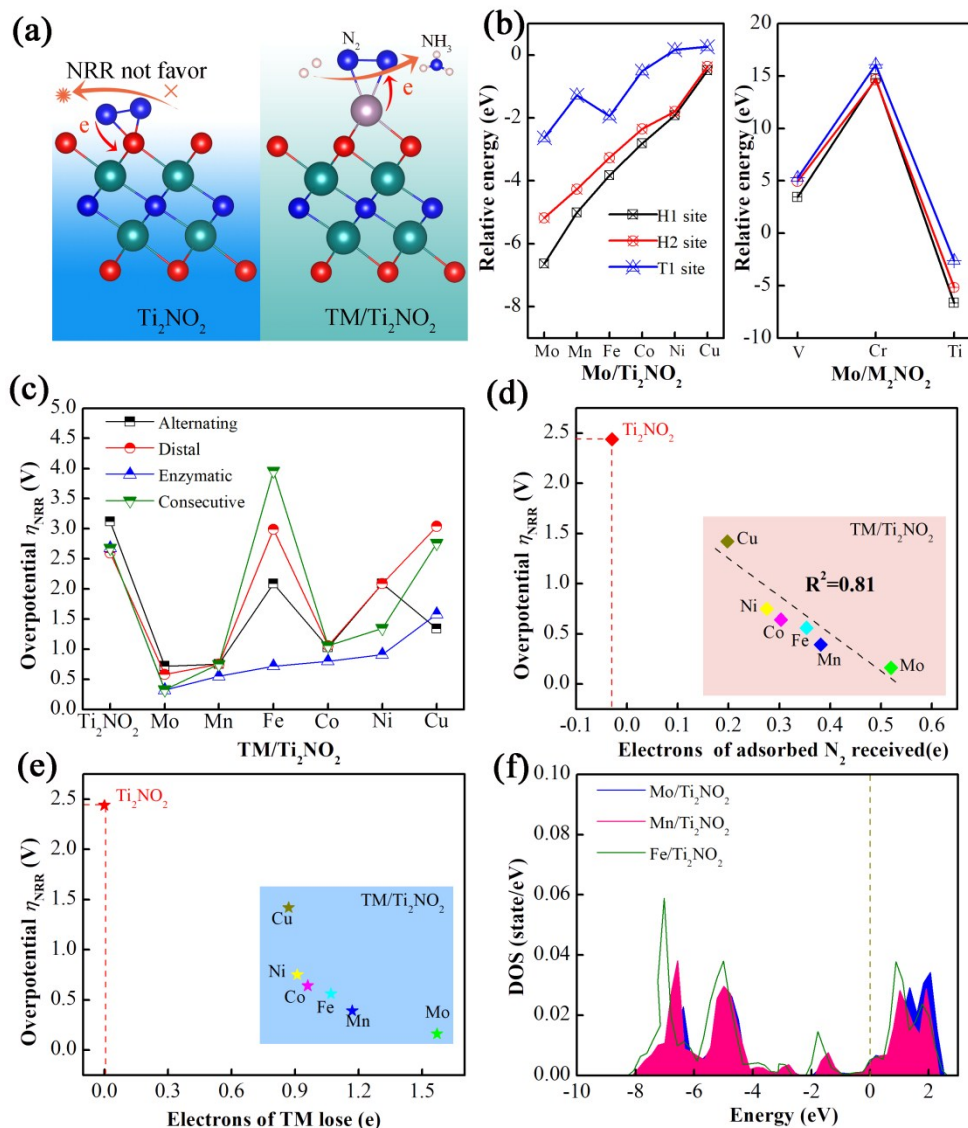 (a)
NRR not favor
e
Ti₂NO₂
N₂
NH₃
e
TM/Ti₂NO₂
(b)
Relative energy (eV)
0
-2
-4
-6
-8
H1 site
H2 site
T1 site
Mo Mn Fe Co Ni Cu
Mo/Ti₂NO₂
Relative energy (eV)
20
15
10
5
0
-5
-10
V Cr Ti
Mo/M₂NO₂
(c)
Overpotential ηNRR (V)
5.0
4.5
4.0
3.5
3.0
2.5
2.0
1.5
1.0
0.5
0.0
Alternating
Distal
Enzymatic
Consecutive
Ti₂NO₂ Mo Mn Fe Co Ni Cu
TM/Ti₂NO₂
(d)
Overpotential ηNRR (V)
2.5
2.0
1.5
1.0
0.5
0.0
Ti₂NO₂
TM/Ti₂NO₂
Cu
R²=0.81
Ni
Co
Fe
Mn
Mo
-0.1 0.0 0.1 0.2 0.3 0.4 0.5 0.6
Electrons of adsorbed N₂ received(e)
(e)
Overpotential ηNRR (V)
2.5
2.0
1.5
1.0
0.5
0.0
Ti₂NO₂
TM/Ti₂NO₂
Cu
Ni
Co
Fe
Mn
Mo
0.0 0.3 0.6 0.9 1.2 1.5
Electrons of TM lose (e)
(f)
DOS (state/eV)
0.10
0.08
0.06
0.04
0.02
0.00
Mo/Ti₂NO₂
Mn/Ti₂NO₂
Fe/Ti₂NO₂
-10 -8 -6 -4 -2 0 2
Energy (eV)